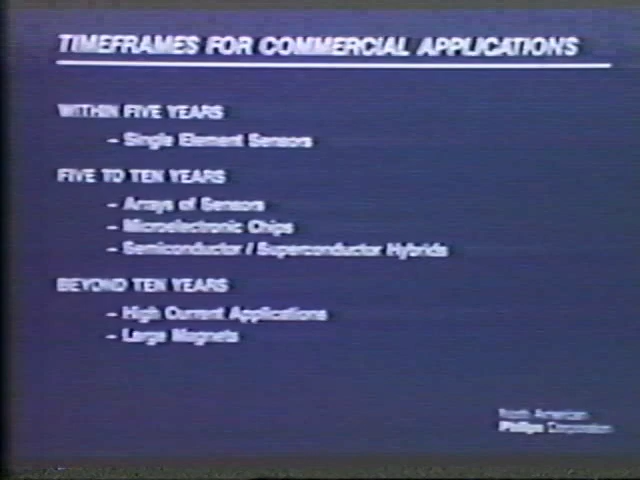 TIMEFRAMES FOR COMMERCIAL APPLICATIONS
WITHIN FIVE YEARS
– Single Element Sensors
FIVE TO TEN YEARS
– Arrays of Sensors
– Microelectronic Chips
– Semiconductor / Superconductor Hybrids
BEYOND TEN YEARS
– High Current Applications
– Large Magnets
North American
Philips Corporation